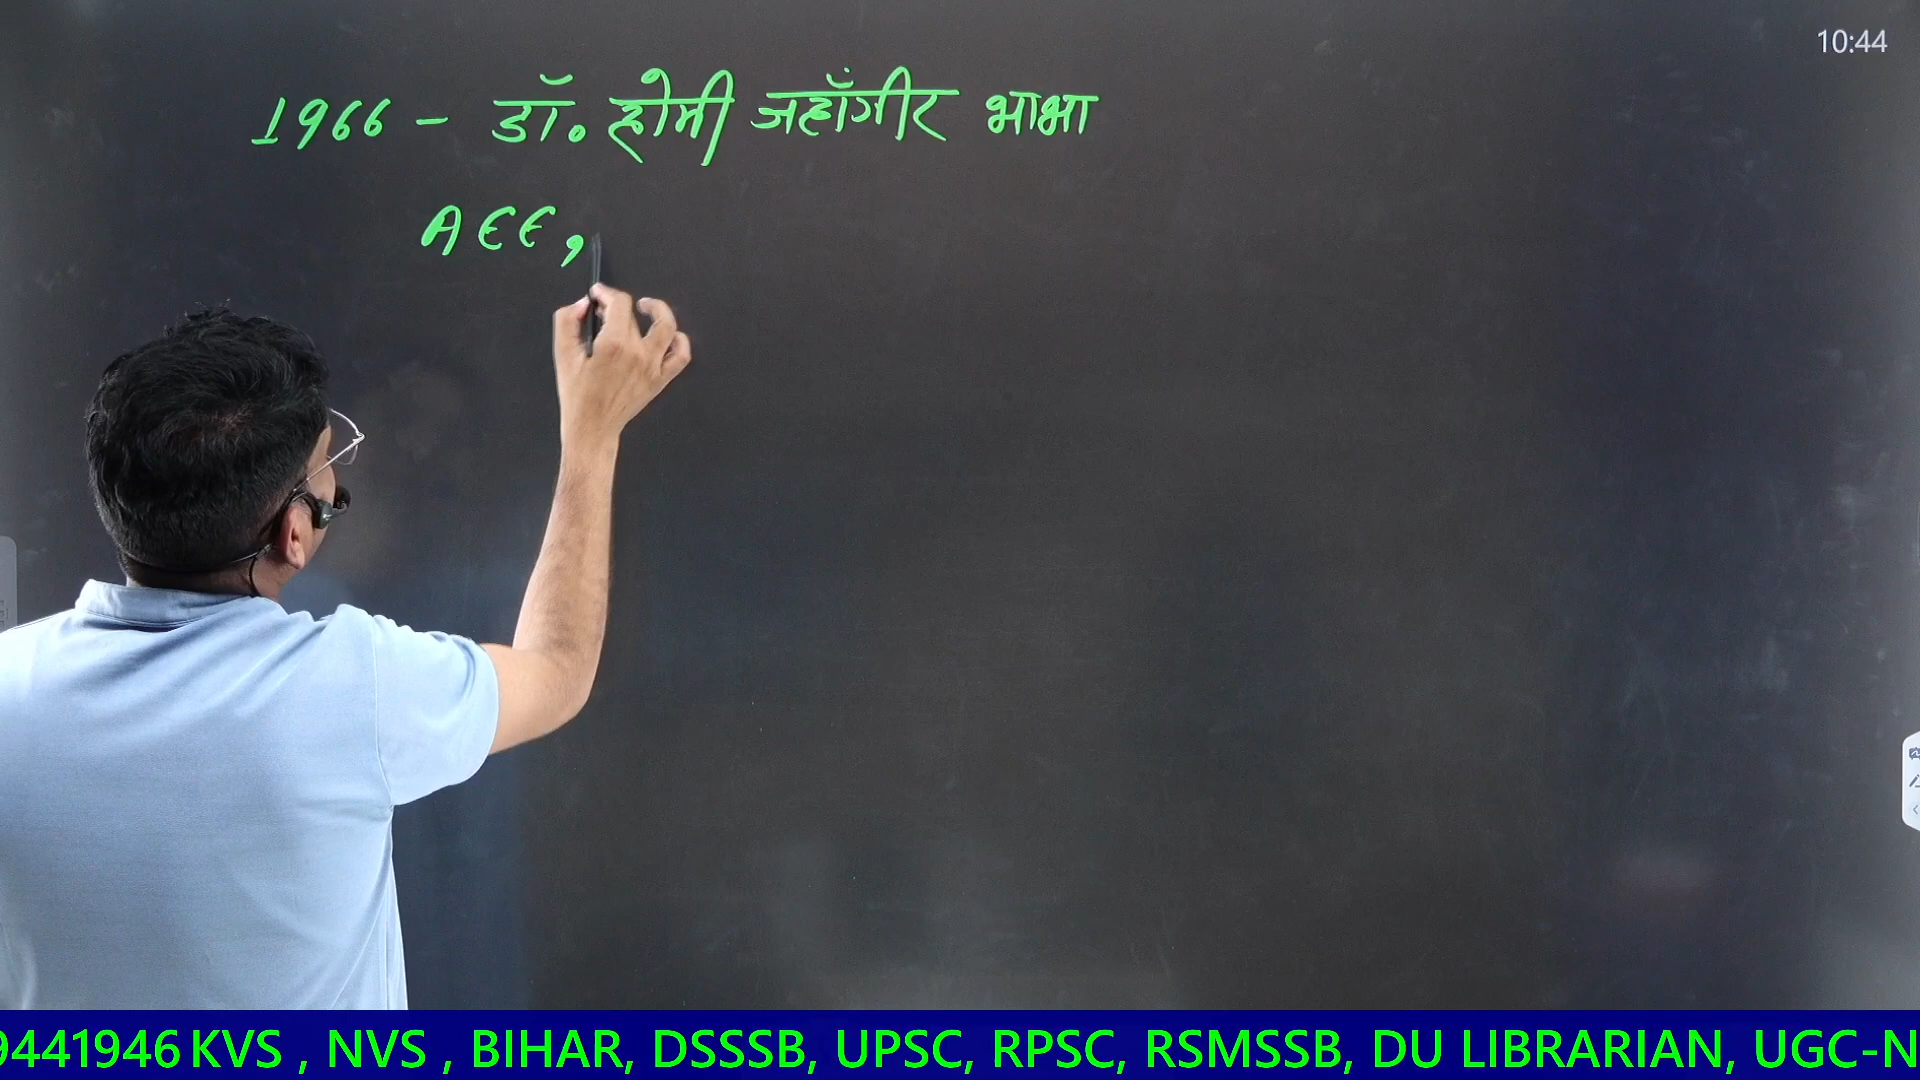 10:44
1966 - डॉ. होमी जहाँगीर भाभा
AEE,
9441946 KVS , NVS , BIHAR, DSSSB, UPSC, RPSC, RSMSSB, DU LIBRARIAN, UGC-N